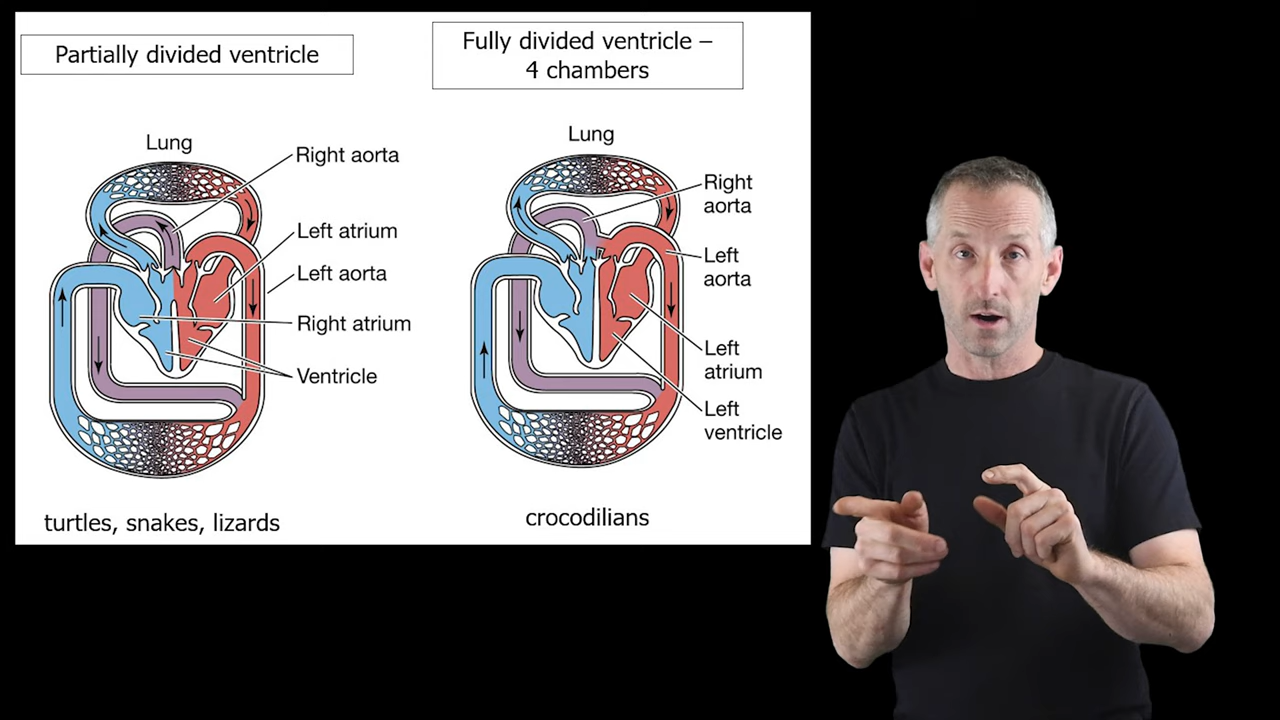 Partially divided ventricle
Lung
Right aorta
Left atrium
Left aorta
Right atrium
Ventricle
turtles, snakes, lizards
Fully divided ventricle –
4 chambers
Lung
Right
aorta
Left
aorta
Left
atrium
Left
ventricle
crocodilians